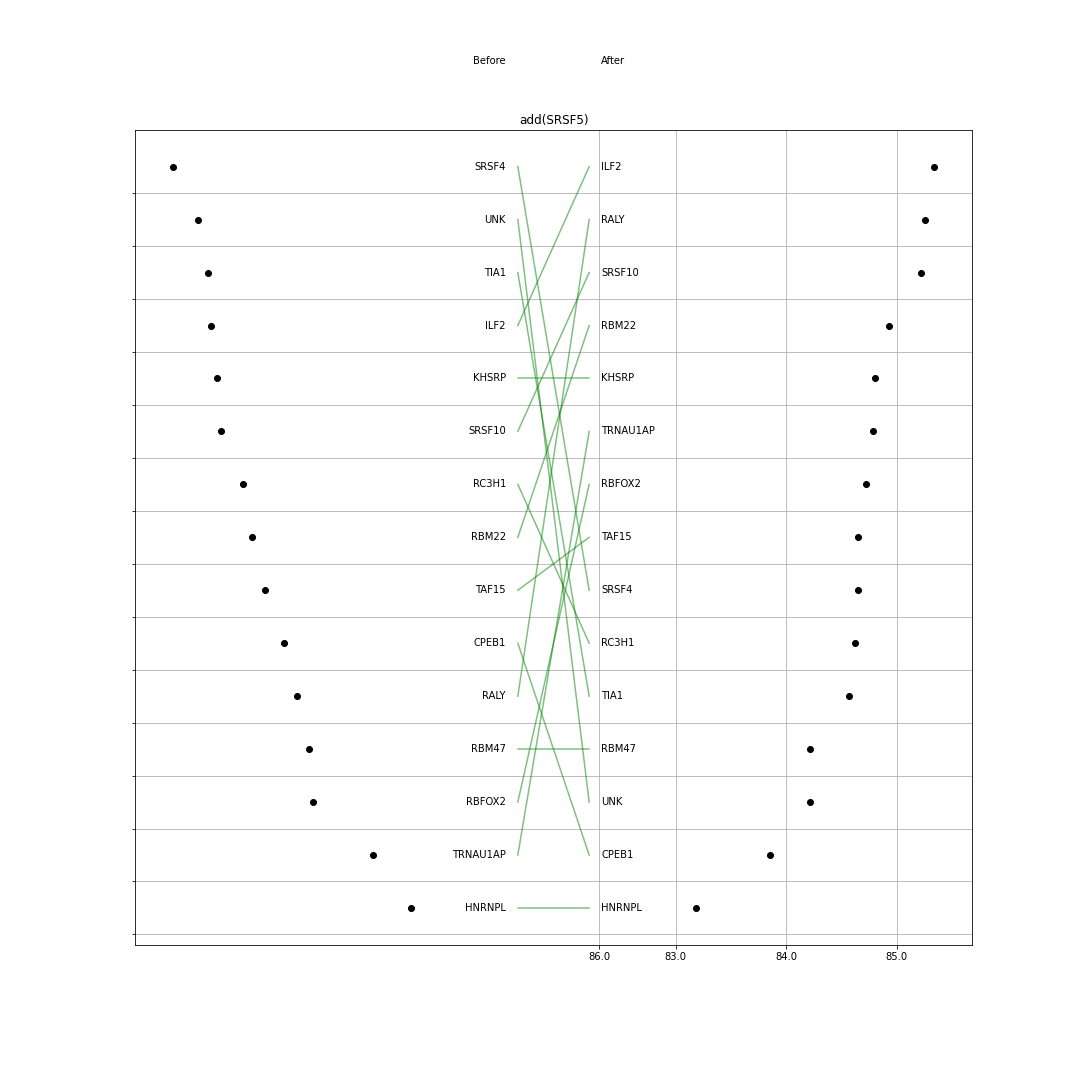 Before After
add(SRSF5)
SRSF4 ILF2
UNK RALY
TIA1 SRSF10
ILF2 RBM22
KHSRP KHSRP
SRSF10 TRNAU1AP
RC3H1 RBFOX2
RBM22 TAF15
TAF15 SRSF4
CPEB1 RC3H1
RALY TIA1
RBM47 RBM47
RBFOX2 UNK
TRNAU1AP CPEB1
HNRNPL HNRNPL
86.0 83.0 84.0 85.0